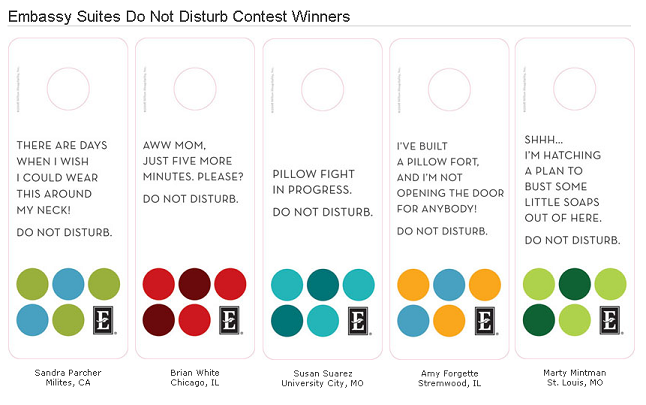 Embassy Suites Do Not Disturb Contest Winners
THERE ARE DAYS
WHEN I WISH
I COULD WEAR
THIS AROUND
MY NECK!
DO NOT DISTURB.
E
Sandra Parcher
Milites, CA
AWW MOM,
JUST FIVE MORE
MINUTES. PLEASE?
DO NOT DISTURB.
E
Brian White
Chicago, IL
PILLOW FIGHT
IN PROGRESS.
DO NOT DISTURB.
E
Susan Suarez
University City, MO
I'VE BUILT
A PILLOW FORT,
AND I'M NOT
OPENING THE DOOR
FOR ANYBODY!
DO NOT DISTURB.
E
Amy Forgette
Stremwood, IL
SHHH...
I'M HATCHING
A PLAN TO
BUST SOME
LITTLE SOAPS
OUT OF HERE.
DO NOT DISTURB.
E
Marty Mintman
St. Louis, MO